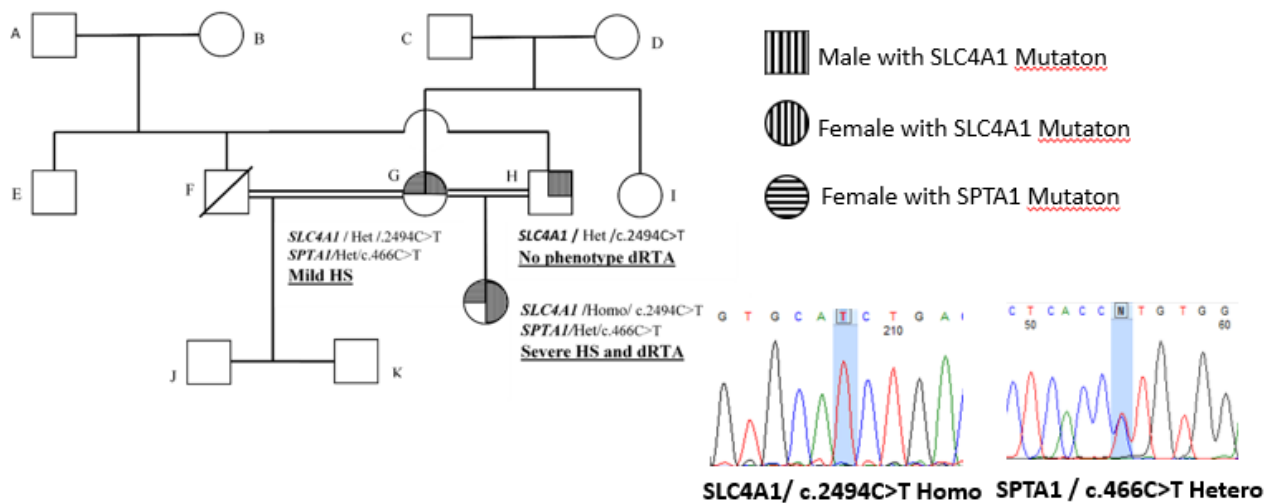 A
B
C
D
Male with SLC4A1 Mutaton
Female with SLC4A1 Mutaton
Female with SPTA1 Mutaton
E
F
G
H
I
SLC4A1 / Het /.2494C>T
SPTA1/Het/c.466C>T
Mild HS
SLC4A1 / Het /c.2494C>T
No phenotype dRTA
SLC4A1 /Homo/ c.2494C>T
SPTA1/Het/c.466C>T
Severe HS and dRTA
J
K
G T G C A T C T G A
210
C T C A C C N T G T G G
50 60
SLC4A1/ c.2494C>T Homo
SPTA1 / c.466C>T Hetero